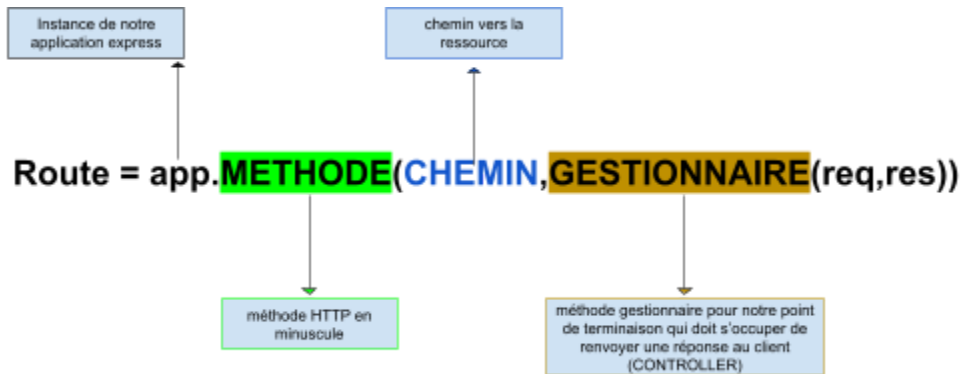 Instance de notre
application express
chemin vers la
ressource
Route = app.METHODE(CHEMIN,GESTIONNAIRE(req,res))
méthode HTTP en
minuscule
méthode gestionnaire pour notre point
de terminaison qui doit s'occuper de
renvoyer une réponse au client
(CONTROLLER)